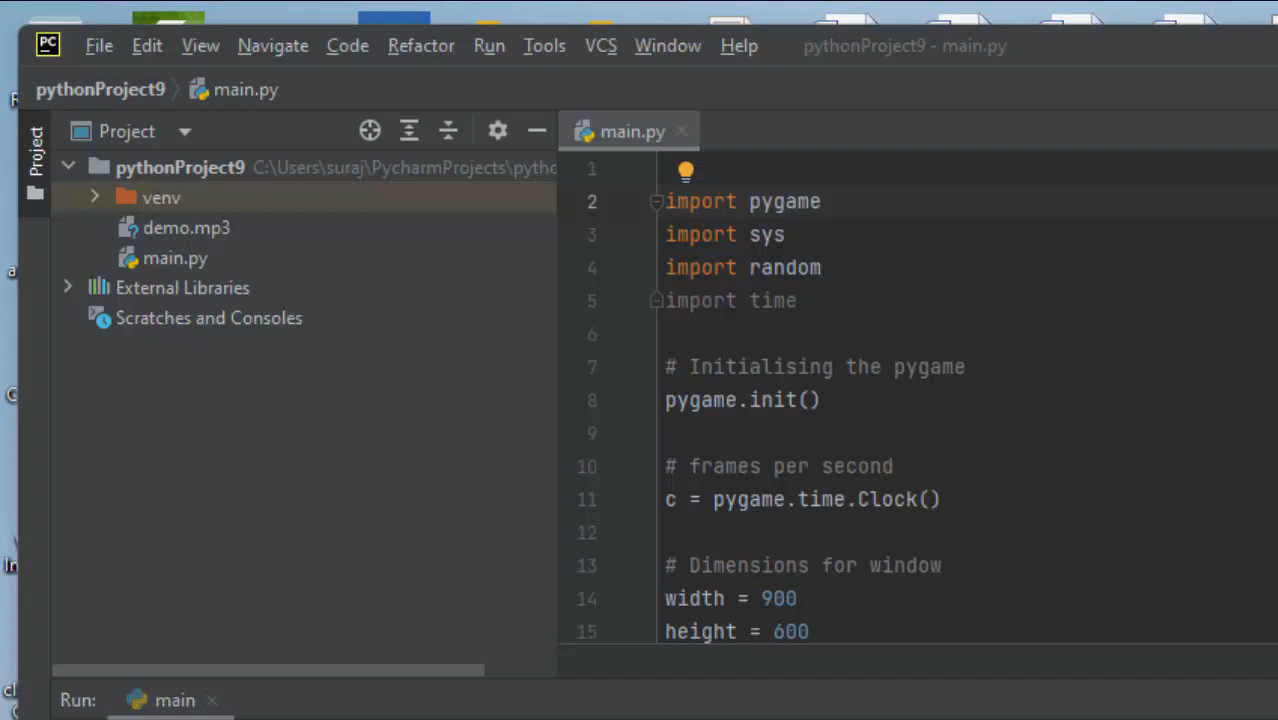 PC File Edit View Navigate Code Refactor Run Tools VCS Window Help pythonProject9 - main.py
pythonProject9 main.py
Project
Project
main.py
pythonProject9 C:\Users\suraj\PycharmProjects\pytho
venv
demo.mp3
main.py
External Libraries
Scratches and Consoles
1
2 import pygame
3 import sys
4 import random
5 import time
6
7 # Initialising the pygame
8 pygame.init()
9
10 # frames per second
11 c = pygame.time.Clock()
12
13 # Dimensions for window
14 width = 900
15 height = 600
Run: main